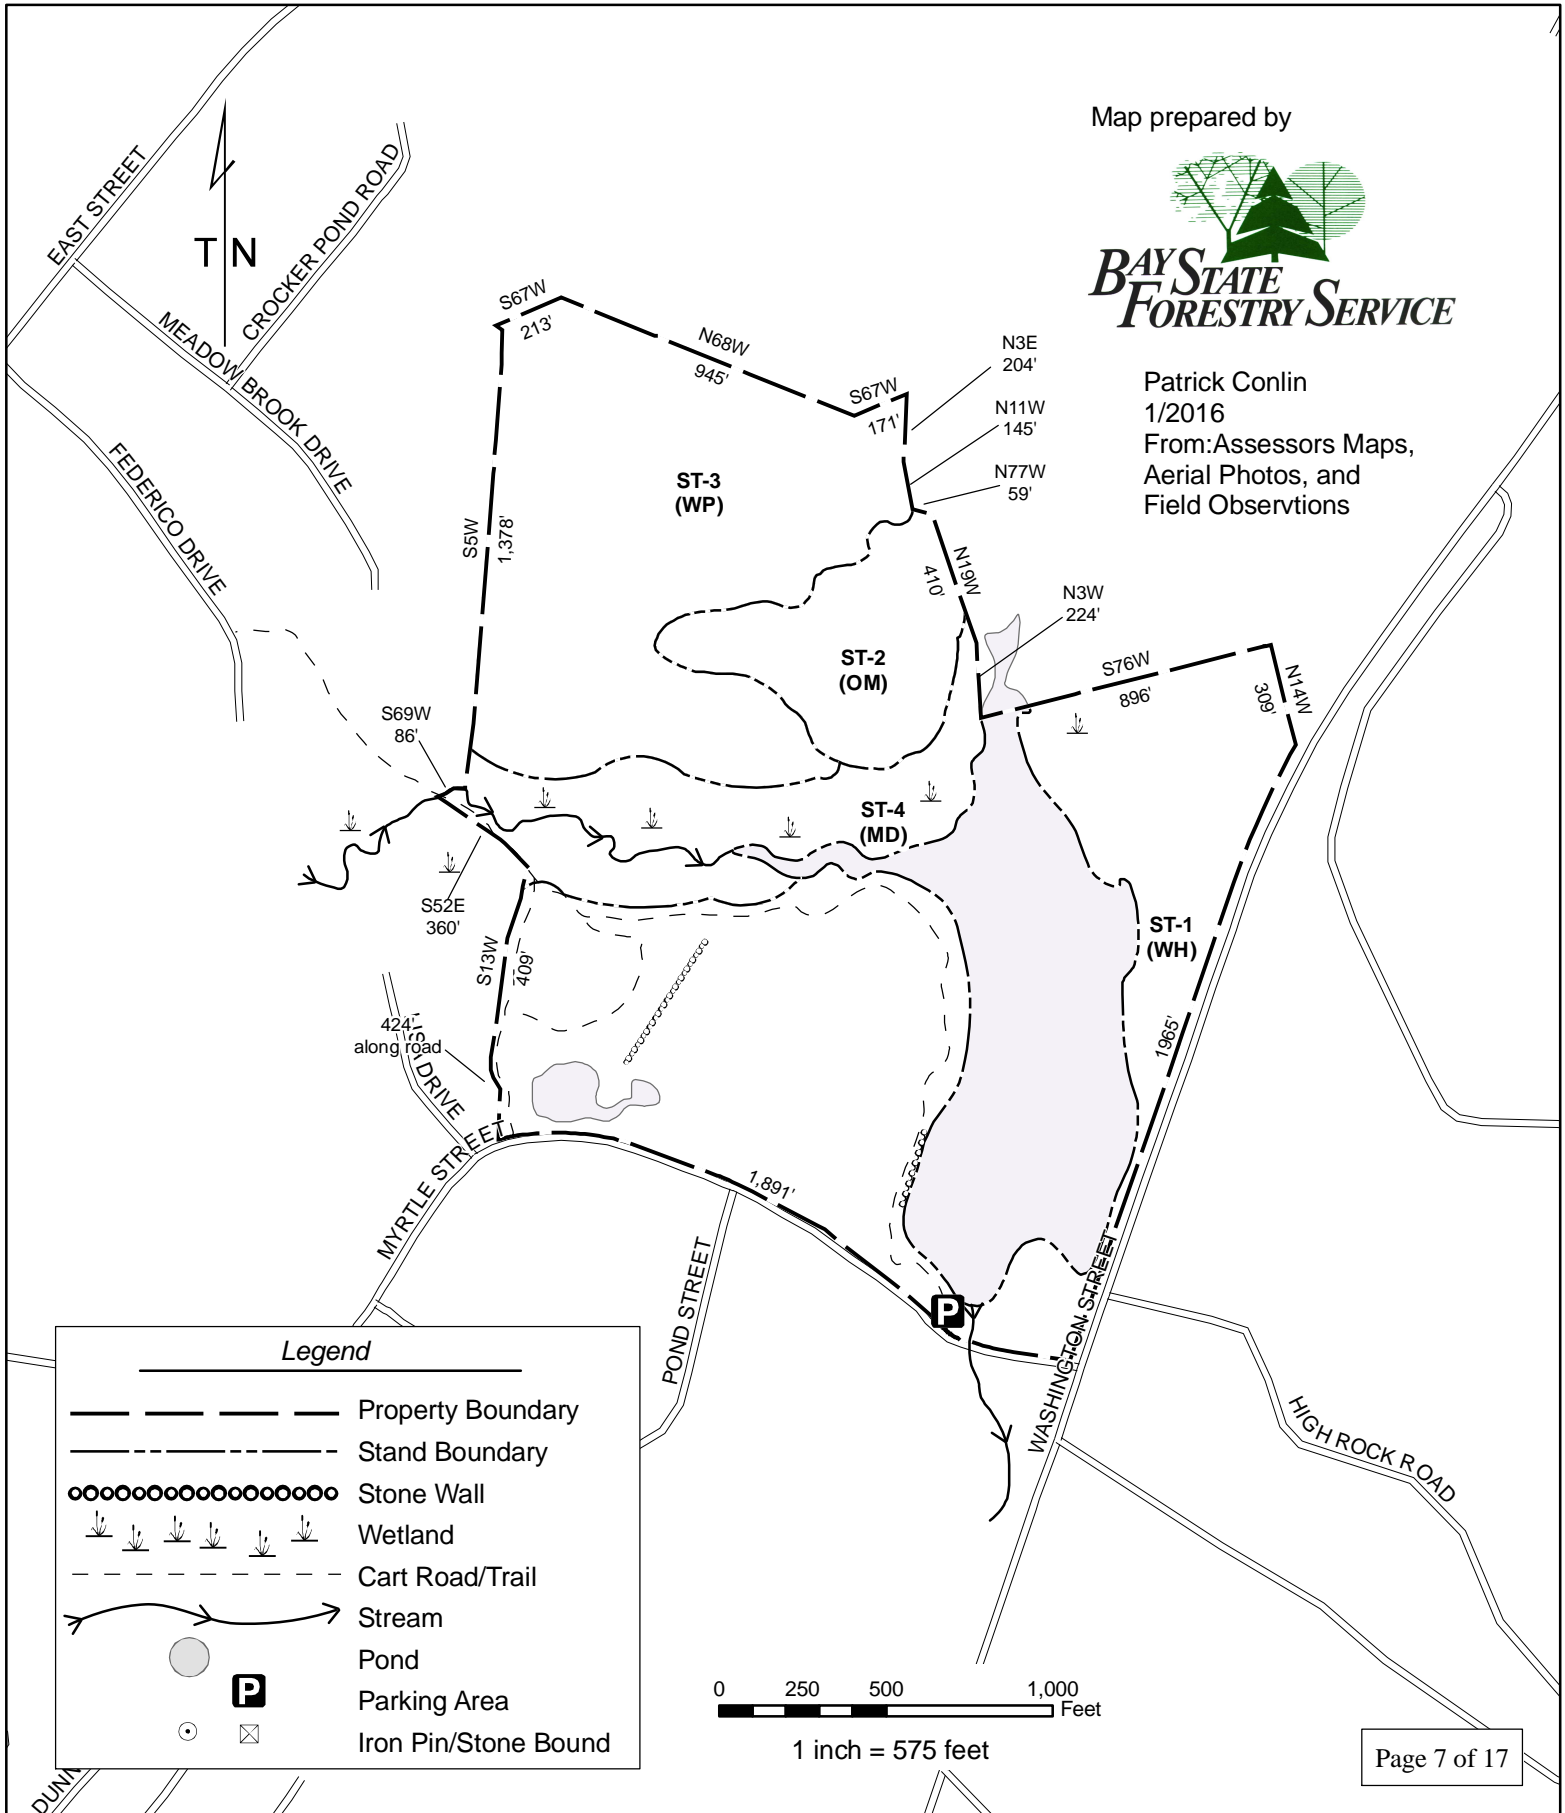 Map prepared by
BAY STATE
FORESTRY SERVICE
Patrick Conlin
1/2016
From:Assessors Maps,
Aerial Photos, and
Field Observtions
T N
EAST STREET
CROCKER POND ROAD
MEADOW BROOK DRIVE
FEDERICO DRIVE
S67W
213'
N68W
945'
S67W
171'
N3E
204'
N11W
145'
N77W
59'
ST-3
(WP)
S5W
1,378'
N19W
410'
N3W
224'
ST-2
(OM)
S76W
896'
N14W
309'
S69W
86'
ST-4
(MD)
S52E
360'
ST-1
(WH)
S13W
409'
424'
along road
DRIVE
1965'
MYRTLE STREET
1,891'
POND STREET
P
WASHINGTON STREET
HIGH ROCK ROAD
Legend
Property Boundary
Stand Boundary
Stone Wall
Wetland
Cart Road/Trail
Stream
Pond
P Parking Area
Iron Pin/Stone Bound
0 250 500 1,000
Feet
1 inch = 575 feet
Page 7 of 17
DUNN